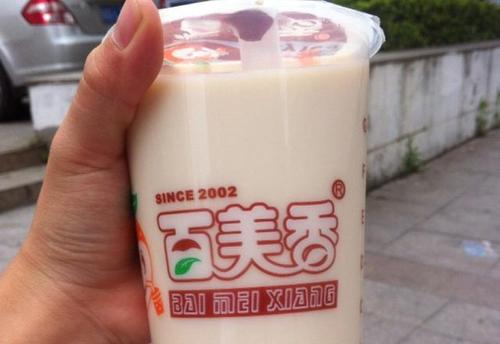 SINCE 2002
®
百美香
BAI MEI XIANG